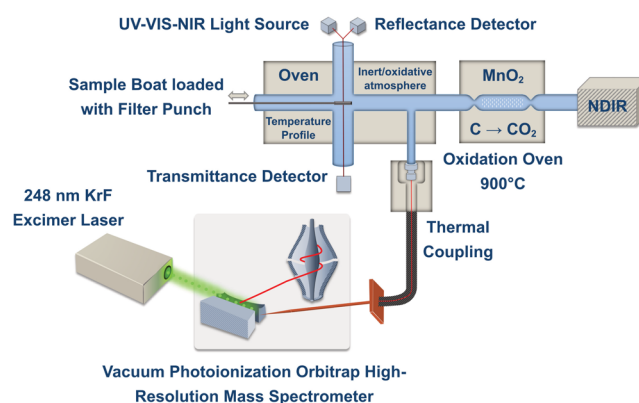 UV-VIS-NIR Light Source
Reflectance Detector
Sample Boat loaded
with Filter Punch
Oven
Inert/oxidative
atmosphere
MnO₂
NDIR
Temperature
Profile
C → CO₂
Transmittance Detector
Oxidation Oven
900°C
248 nm KrF
Excimer Laser
Thermal
Coupling
Vacuum Photoionization Orbitrap High-
Resolution Mass Spectrometer